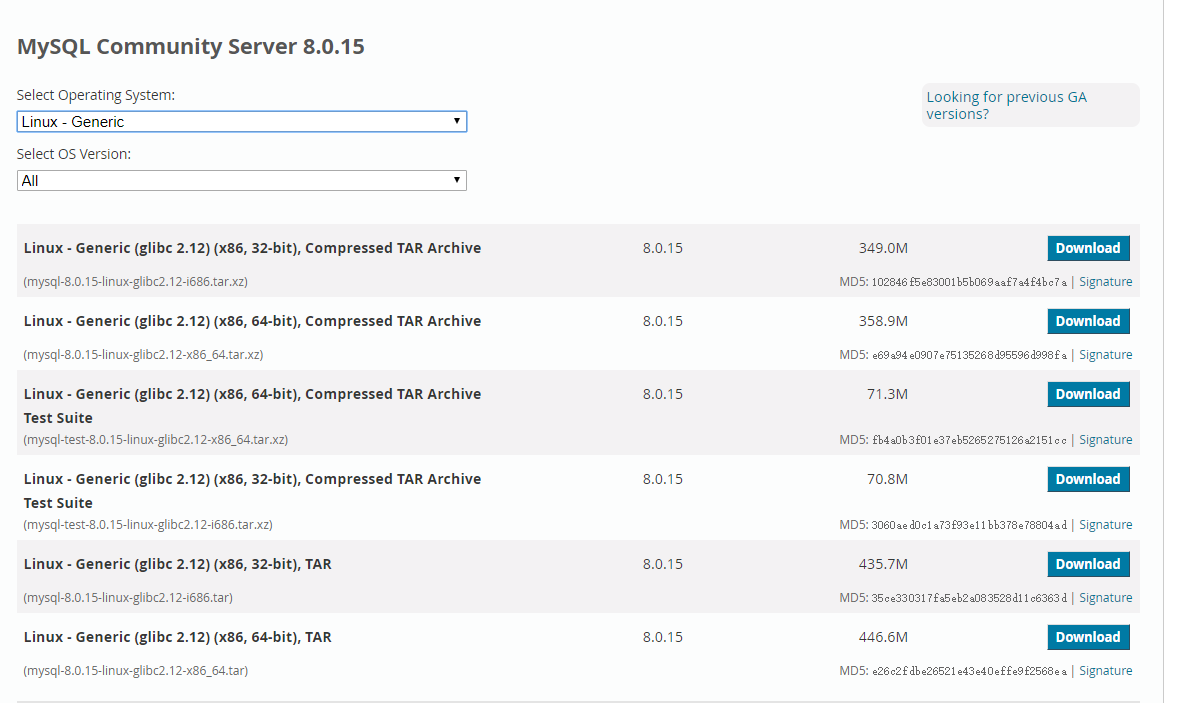 MySQL Community Server 8.0.15
Select Operating System:
Looking for previous GA
versions?
Linux - Generic
Select OS Version:
All
Linux - Generic (glibc 2.12) (x86, 32-bit), Compressed TAR Archive 8.0.15 349.0M Download
(mysql-8.0.15-linux-glibc2.12-i686.tar.xz) MD5: 102846f5e83001b5b069aaf7a4f4bc7a | Signature
Linux - Generic (glibc 2.12) (x86, 64-bit), Compressed TAR Archive 8.0.15 358.9M Download
(mysql-8.0.15-linux-glibc2.12-x86_64.tar.xz) MD5: e69a94e0907e75135268d95596d998fa | Signature
Linux - Generic (glibc 2.12) (x86, 64-bit), Compressed TAR Archive 8.0.15 71.3M Download
Test Suite
(mysql-test-8.0.15-linux-glibc2.12-x86_64.tar.xz) MD5: fb4a0b3f01e37eb5265275126a2151cc | Signature
Linux - Generic (glibc 2.12) (x86, 32-bit), Compressed TAR Archive 8.0.15 70.8M Download
Test Suite
(mysql-test-8.0.15-linux-glibc2.12-i686.tar.xz) MD5: 3060aed0c1a73f93e11bb378e78804ad | Signature
Linux - Generic (glibc 2.12) (x86, 32-bit), TAR 8.0.15 435.7M Download
(mysql-8.0.15-linux-glibc2.12-i686.tar) MD5: 35ce330317fa5eb2a083528d11c6363d | Signature
Linux - Generic (glibc 2.12) (x86, 64-bit), TAR 8.0.15 446.6M Download
(mysql-8.0.15-linux-glibc2.12-x86_64.tar) MD5: e26c2fdbe26521e43e40effe9f2568ea | Signature